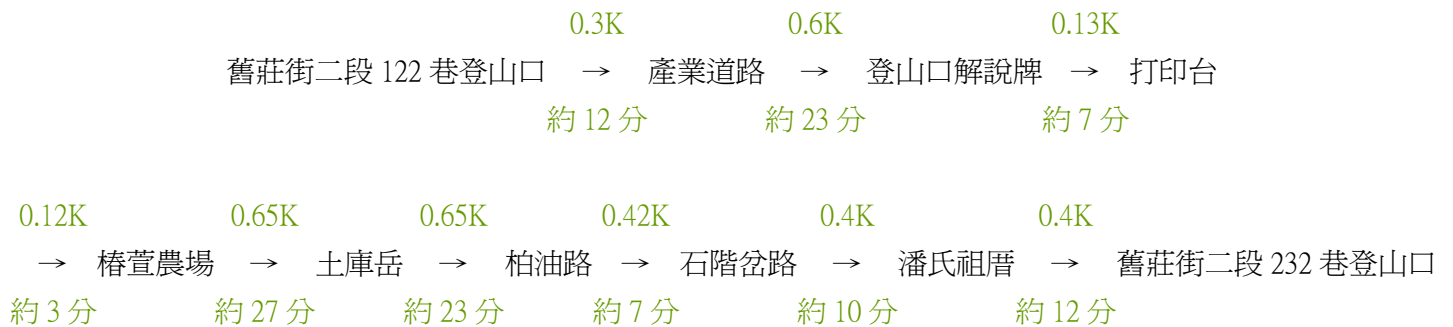 0.3K 0.6K 0.13K
舊莊街二段 122 巷登山口 → 產業道路 → 登山口解說牌 → 打印台
約 12 分 約 23 分 約 7 分
0.12K 0.65K 0.65K 0.42K 0.4K 0.4K
→ 椿萱農場 → 土庫岳 → 柏油路 → 石階岔路 → 潘氏祖厝 → 舊莊街二段 232 巷登山口
約 3 分 約 27 分 約 23 分 約 7 分 約 10 分 約 12 分